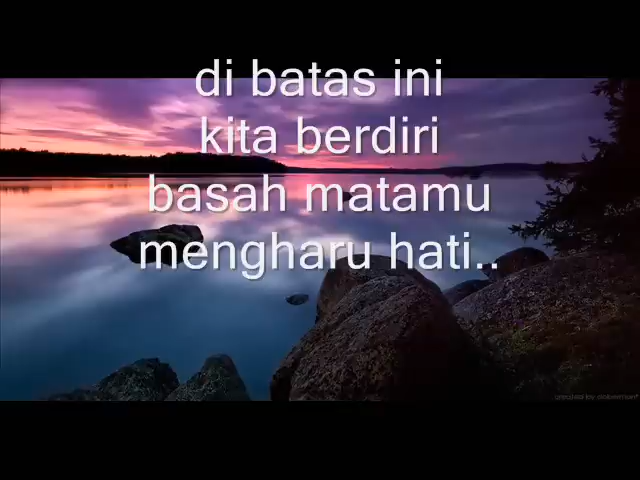 di batas ini
kita berdiri
basah matamu
mengharu hati..